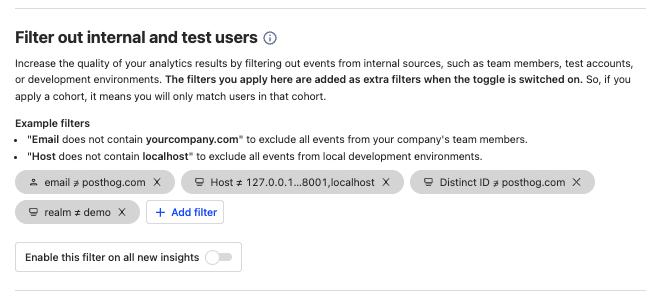 Filter out internal and test users
Increase the quality of your analytics results by filtering out events from internal sources, such as team members, test accounts,
or development environments. The filters you apply here are added as extra filters when the toggle is switched on. So, if you
apply a cohort, it means you will only match users in that cohort.
Example filters
• "Email does not contain yourcompany.com" to exclude all events from your company's team members.
• "Host does not contain localhost" to exclude all events from local development environments.
email ∌ posthog.com X Host ≠ 127.0.0.1...8001,localhost X Distinct ID ∌ posthog.com X
realm ≠ demo X + Add filter
Enable this filter on all new insights